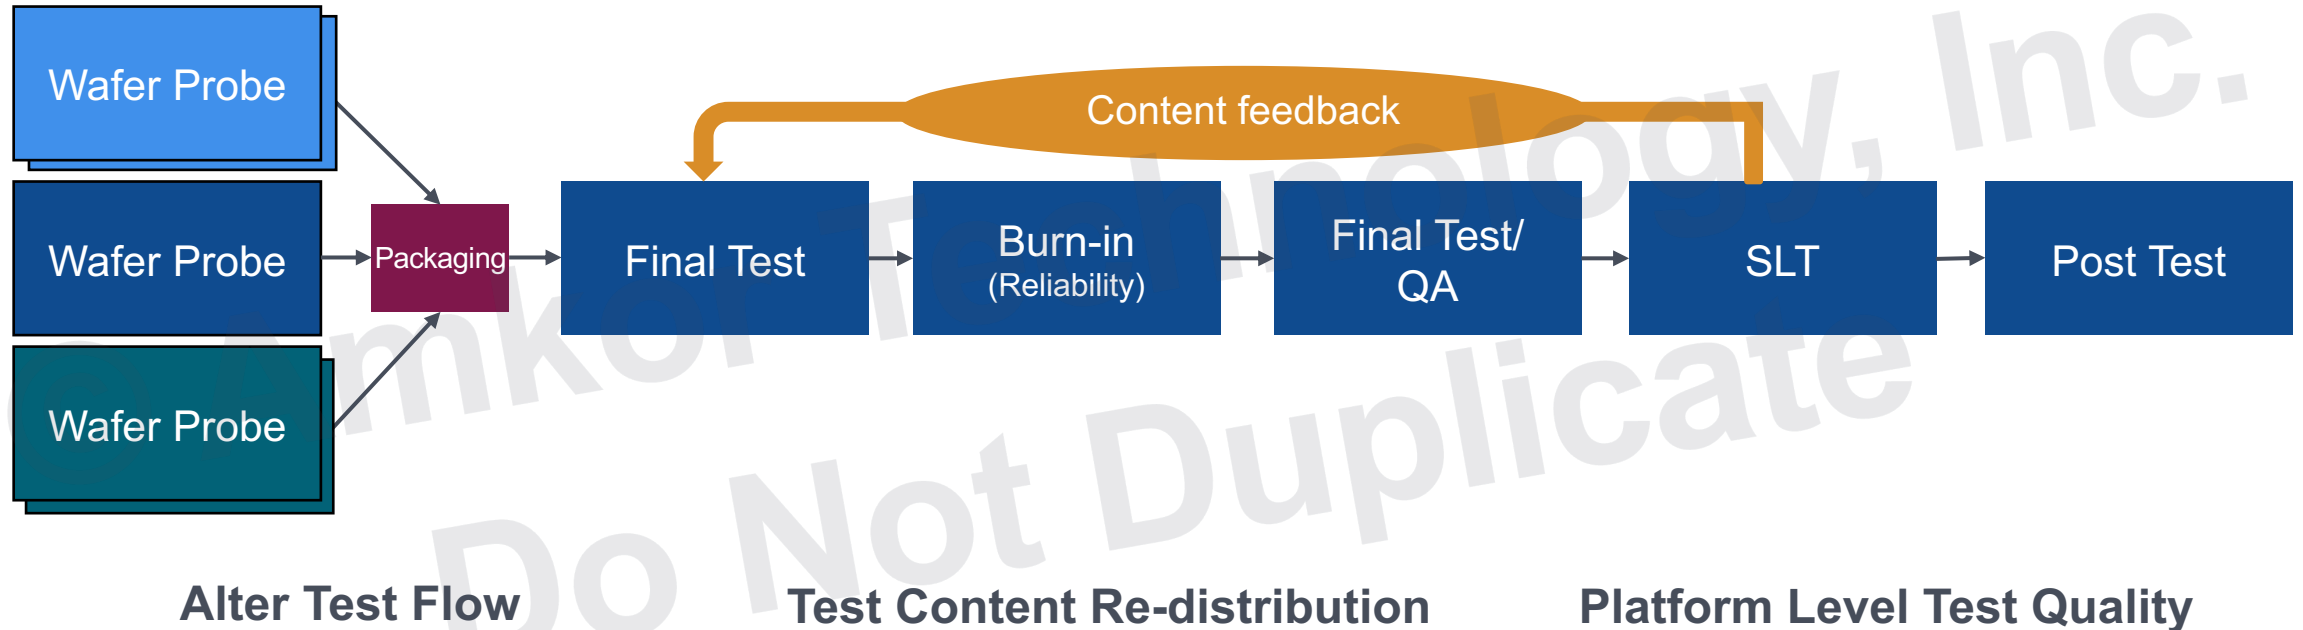 Wafer Probe
Content feedback
Wafer Probe
Packaging
Final Test
Burn-in
(Reliability)
Final Test/
QA
SLT
Post Test
Wafer Probe
© Amkor Technology, Inc.
Do Not Duplicate
Alter Test Flow
Test Content Re-distribution
Platform Level Test Quality